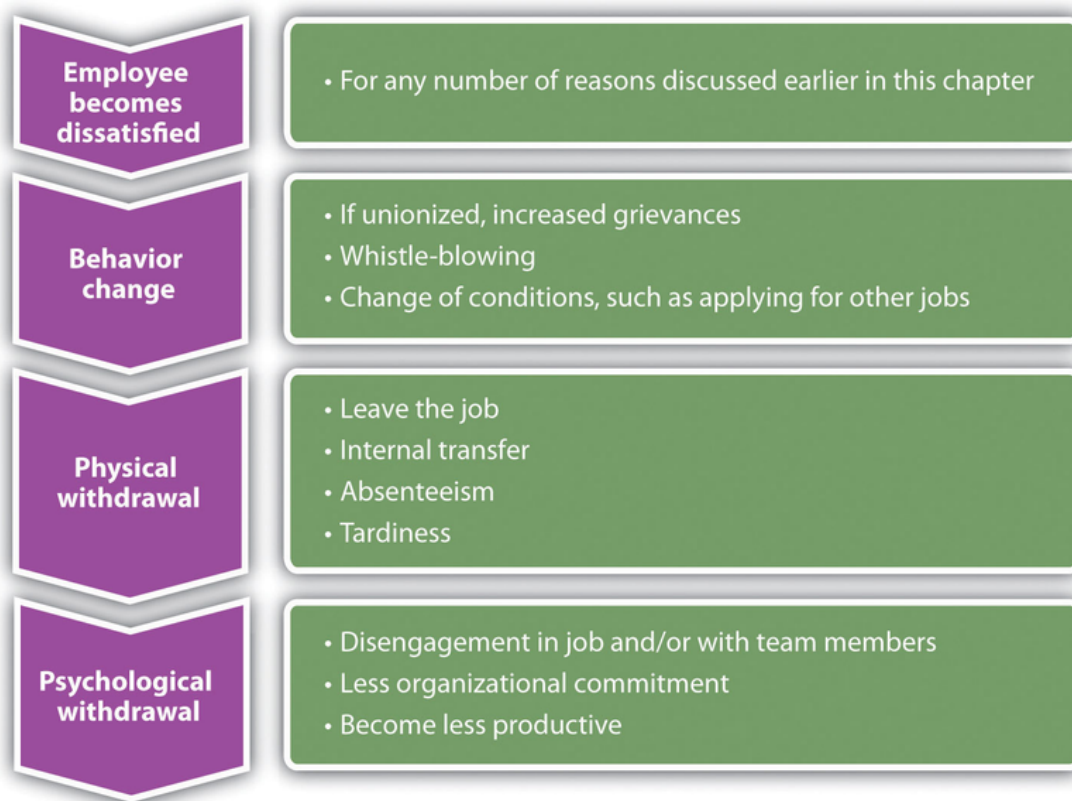 Employee
becomes
dissatisfied
• For any number of reasons discussed earlier in this chapter
Behavior
change
• If unionized, increased grievances
• Whistle-blowing
• Change of conditions, such as applying for other jobs
Physical
withdrawal
• Leave the job
• Internal transfer
• Absenteeism
• Tardiness
Psychological
withdrawal
• Disengagement in job and/or with team members
• Less organizational commitment
• Become less productive